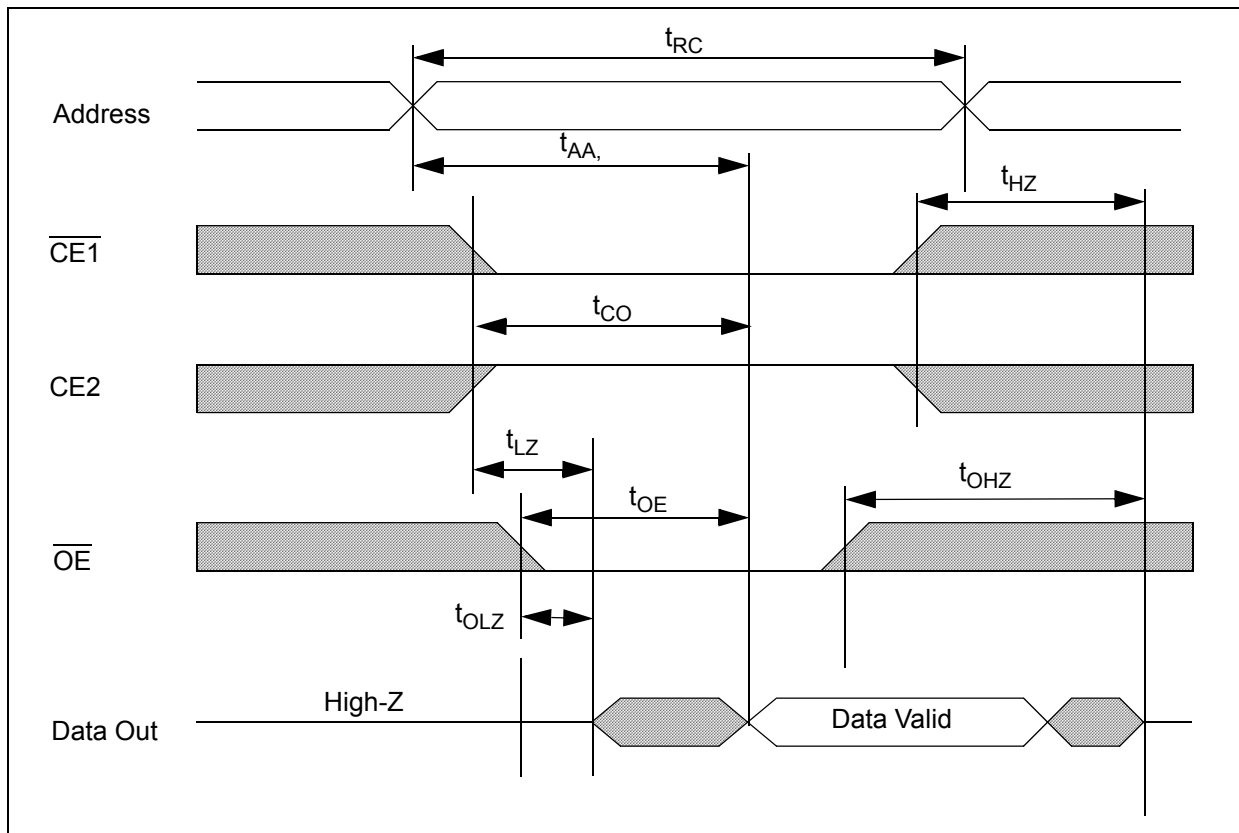 tRC
Address
tAA,
tHZ
CE1
tCO
CE2
tLZ
tOHZ
tOE
OE
tOLZ
High-Z
Data Valid
Data Out